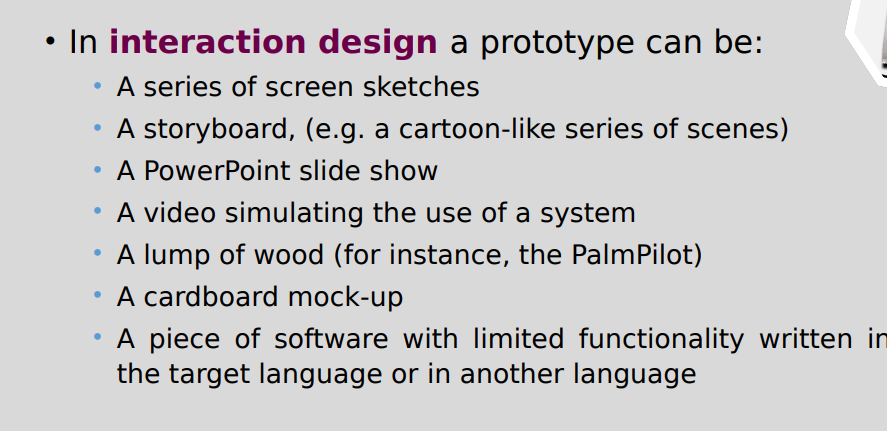 • In interaction design a prototype can be:
• A series of screen sketches
• A storyboard, (e.g. a cartoon-like series of scenes)
• A PowerPoint slide show
• A video simulating the use of a system
• A lump of wood (for instance, the PalmPilot)
• A cardboard mock-up
• A piece of software with limited functionality written in
the target language or in another language